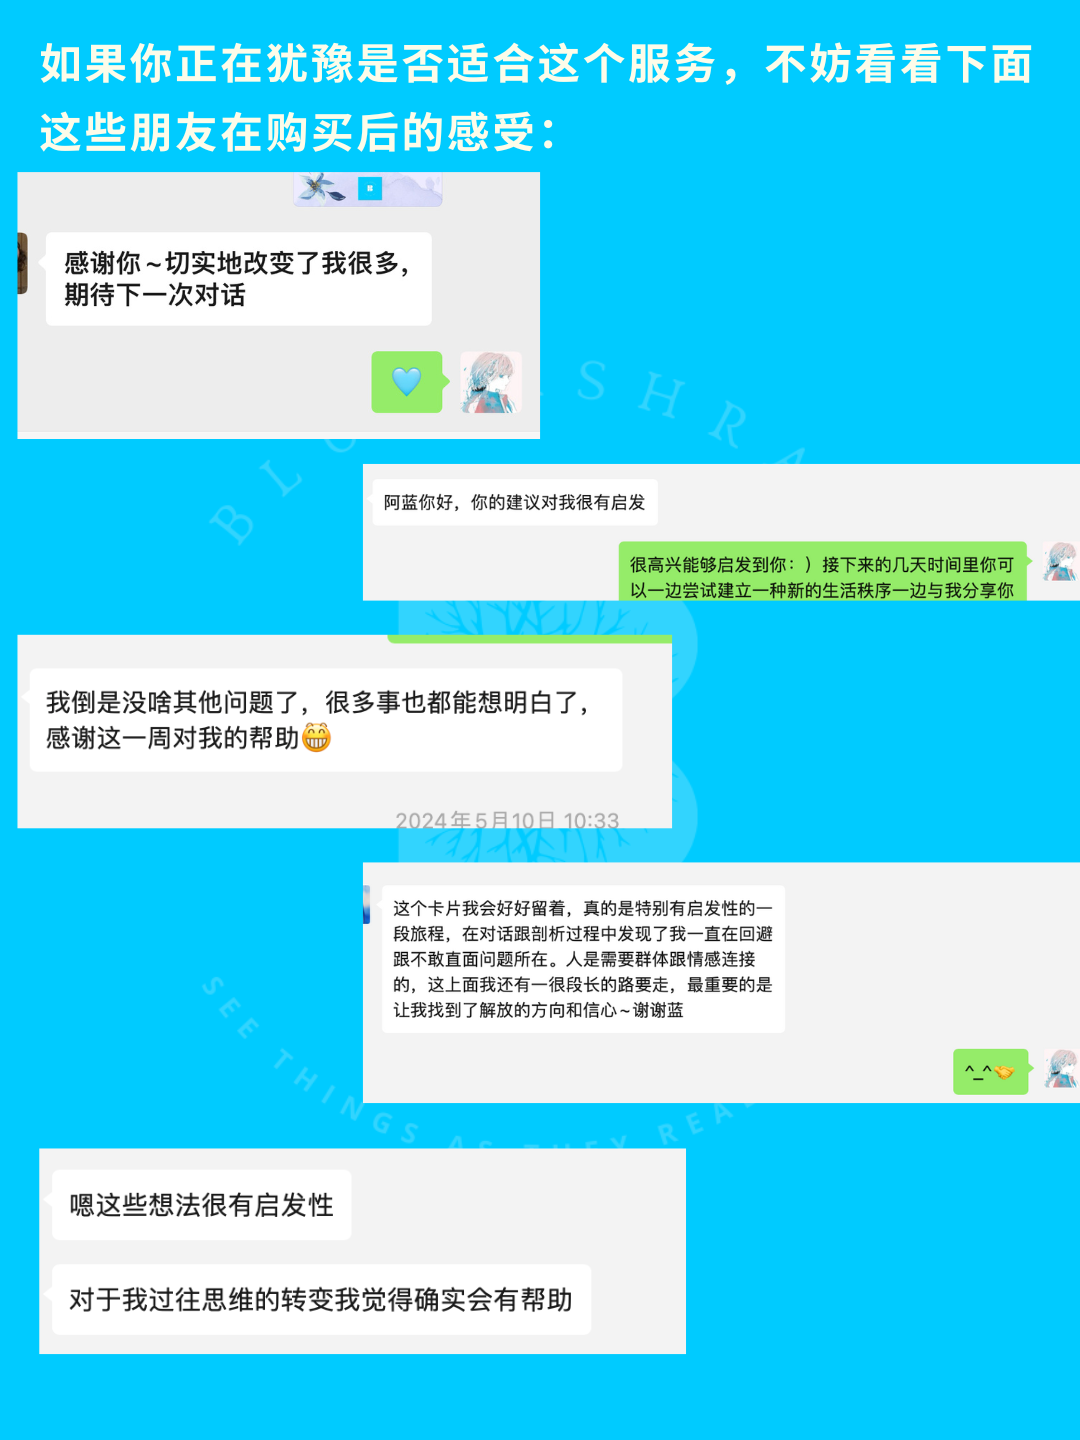 如果你正在犹豫是否适合这个服务，不妨看看下面
这些朋友在购买后的感受：
B
感谢你~切实地改变了我很多，
期待下一次对话
SHRA
BL
阿蓝你好，你的建议对我很有启发
很高兴能够启发到你：）接下来的几天时间里你可
以一边尝试建立一种新的生活秩序一边与我分享你
我倒是没啥其他问题了，很多事也都能想明白了，
感谢这一周对我的帮助😁
2024年5月10日 10:33
这个卡片我会好好留着，真的是特别有启发性的一
段旅程，在对话跟剖析过程中发现了我一直在回避
跟不敢直面问题所在。人是需要群体跟情感连接
的，这上面我还有一很段长的路要走，最重要的是
让我找到了解放的方向和信心~谢谢蓝
^_^🤝
SEE THINGS AS THEY REAL
嗯这些想法很有启发性
对于我过往思维的转变我觉得确实会有帮助